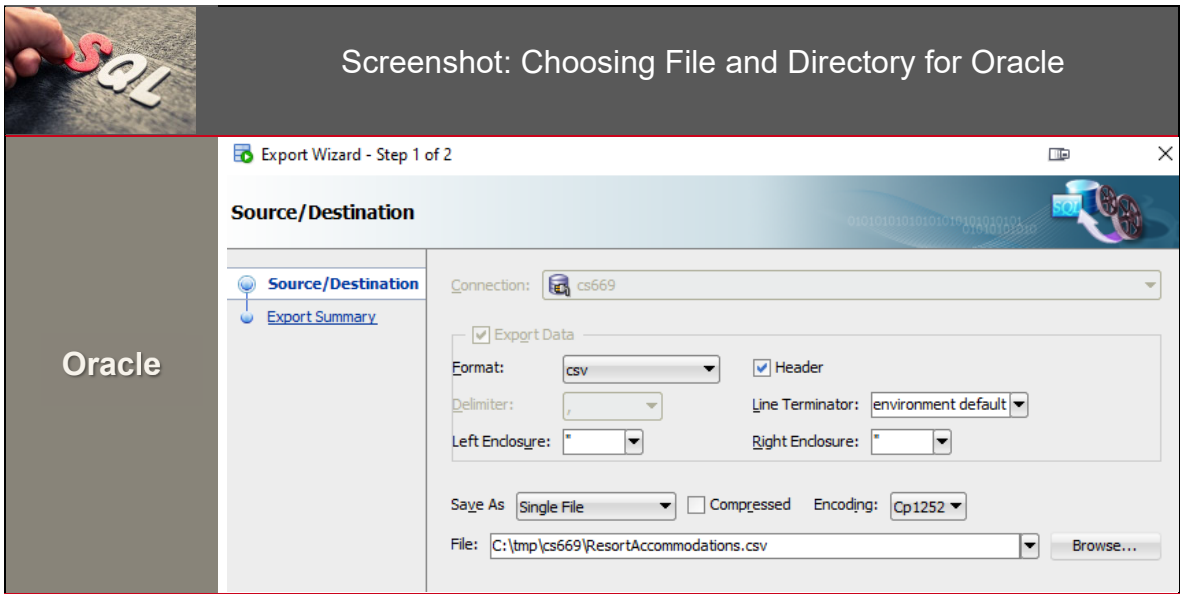 SQL
Screenshot: Choosing File and Directory for Oracle
Oracle
Export Wizard - Step 1 of 2
Source/Destination
SQL
Source/Destination
Export Summary
Connection: cs669
Export Data
Format: csv Header
Delimiter: , Line Terminator: environment default
Left Enclosure: " Right Enclosure: "
Save As Single File Compressed Encoding: Cp1252
File: C:\tmp\cs669\ResortAccommodations.csv Browse...